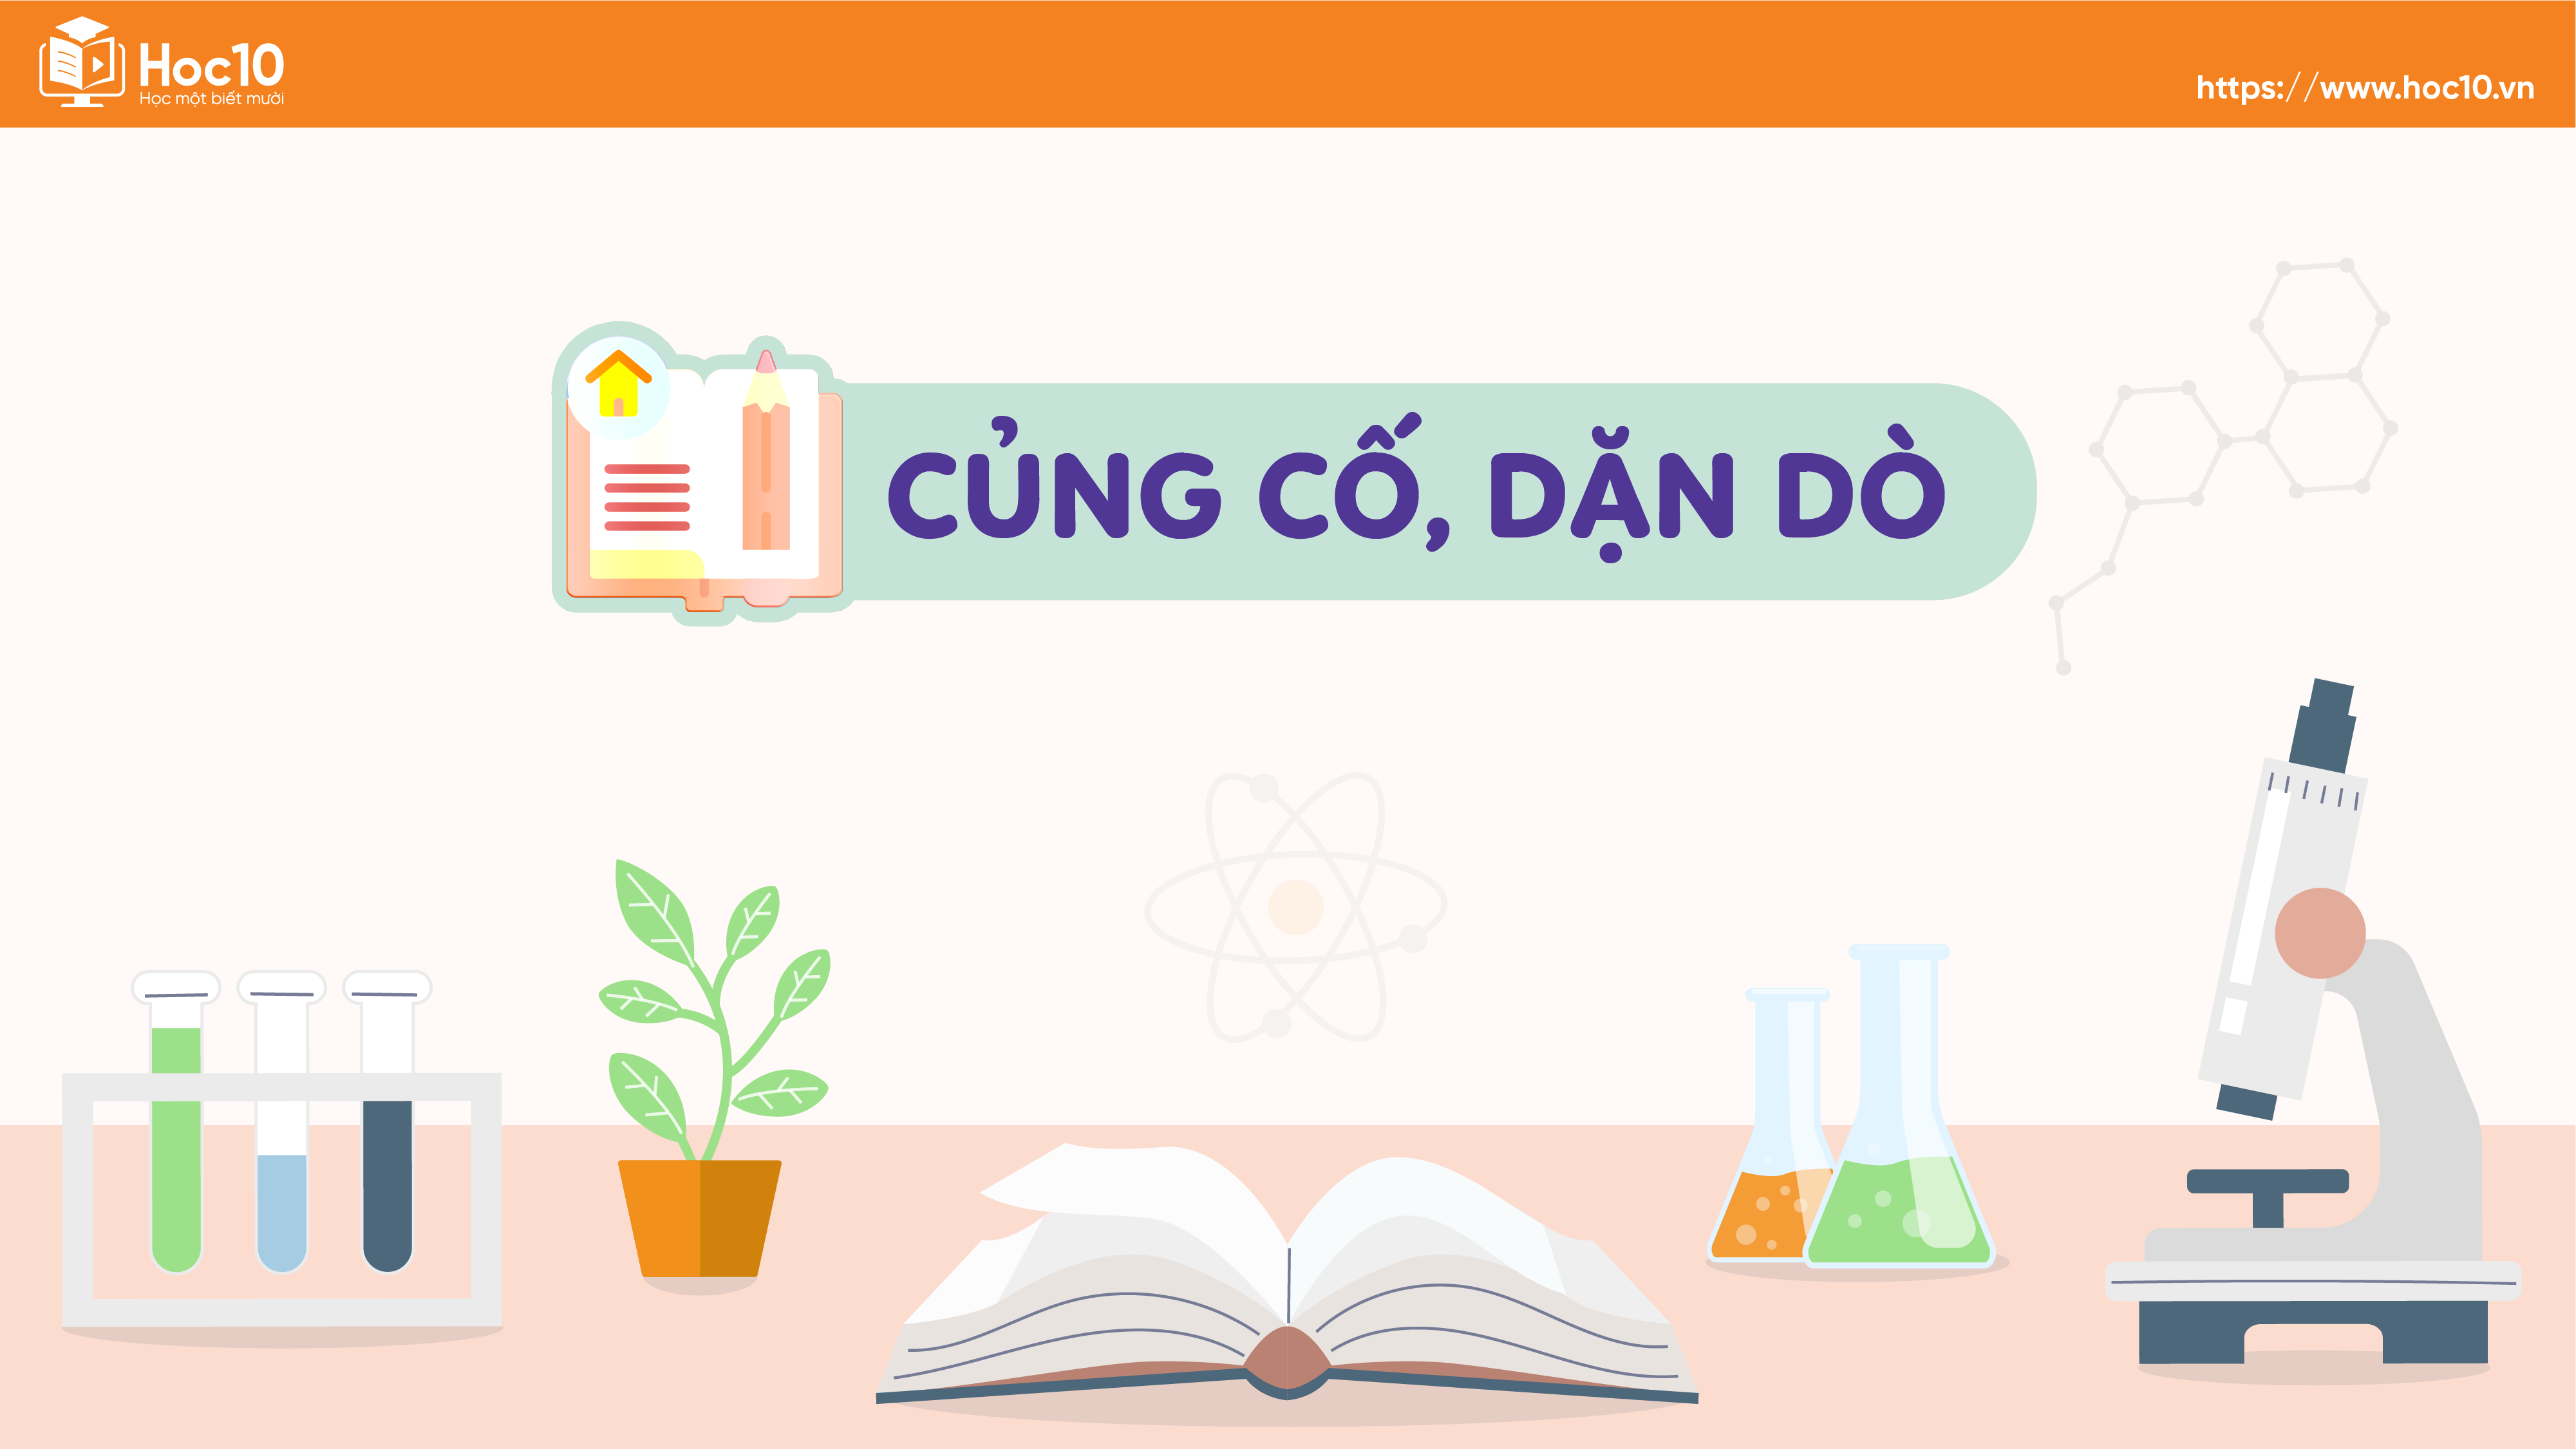 Hoc10
Học một biết mười
https://www.hoc10.vn
CỦNG CỐ, DẶN DÒ